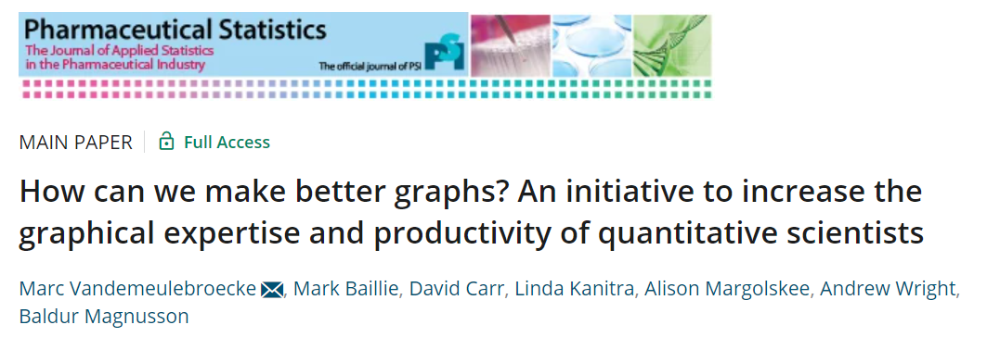 Pharmaceutical Statistics
The Journal of Applied Statistics
in the Pharmaceutical Industry
The official journal of PSI
PSI
MAIN PAPER
Full Access
How can we make better graphs? An initiative to increase the
graphical expertise and productivity of quantitative scientists
Marc Vandemeulebroecke, Mark Baillie, David Carr, Linda Kanitra, Alison Margolskee, Andrew Wright,
Baldur Magnusson